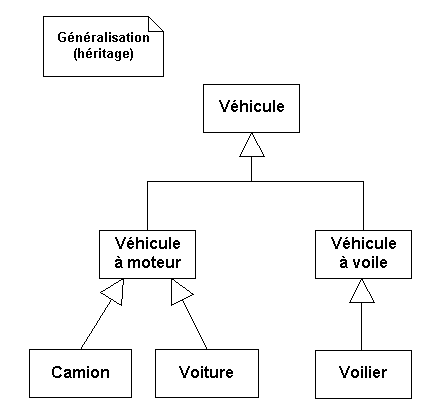 Généralisation
(héritage)
Véhicule
Véhicule
à moteur
Véhicule
à voile
Camion
Voiture
Voilier